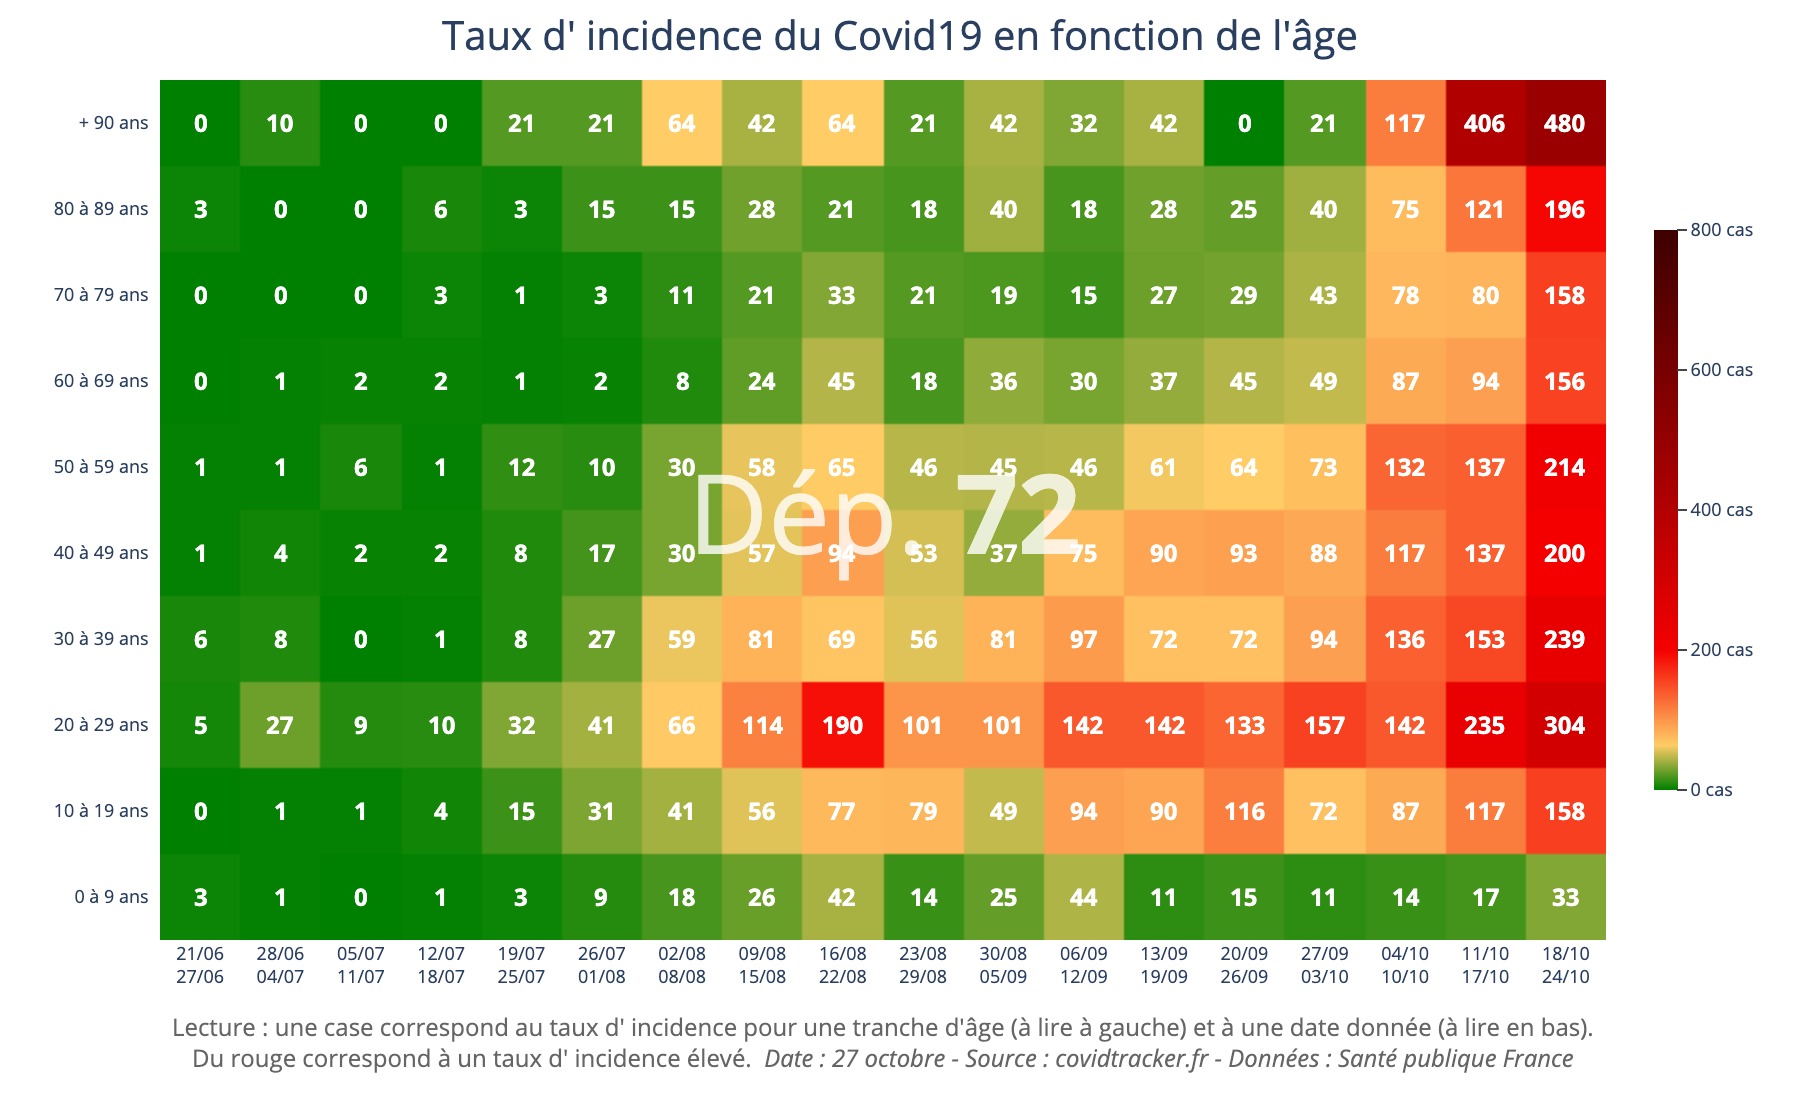 Taux d' incidence du Covid19 en fonction de l'âge
+ 90 ans 0 10 0 0 21 21 64 42 64 21 42 32 42 0 21 117 406 480
80 à 89 ans 3 0 0 6 3 15 15 28 21 18 40 18 28 25 40 75 121 196
70 à 79 ans 0 0 0 3 1 3 11 21 33 21 19 15 27 29 43 78 80 158
60 à 69 ans 0 1 2 2 1 2 8 24 45 18 36 30 37 45 49 87 94 156
50 à 59 ans 1 1 6 1 12 10 30 58 65 46 45 46 61 64 73 132 137 214
Dép. 72
40 à 49 ans 1 4 2 2 8 17 30 57 94 53 37 75 90 93 88 117 137 200
30 à 39 ans 6 8 0 1 8 27 59 81 69 56 81 97 72 72 94 136 153 239
20 à 29 ans 5 27 9 10 32 41 66 114 190 101 101 142 142 133 157 142 235 304
10 à 19 ans 0 1 1 4 15 31 41 56 77 79 49 94 90 116 72 87 117 158
0 à 9 ans 3 1 0 1 3 9 18 26 42 14 25 44 11 15 11 14 17 33
21/06 28/06 05/07 12/07 19/07 26/07 02/08 09/08 16/08 23/08 30/08 06/09 13/09 20/09 27/09 04/10 11/10 18/10
27/06 04/07 11/07 18/07 25/07 01/08 08/08 15/08 22/08 29/08 05/09 12/09 19/09 26/09 03/10 10/10 17/10 24/10
800 cas
600 cas
400 cas
200 cas
0 cas
Lecture : une case correspond au taux d' incidence pour une tranche d'âge (à lire à gauche) et à une date donnée (à lire en bas).
Du rouge correspond à un taux d' incidence élevé. Date : 27 octobre - Source : covidtracker.fr - Données : Santé publique France